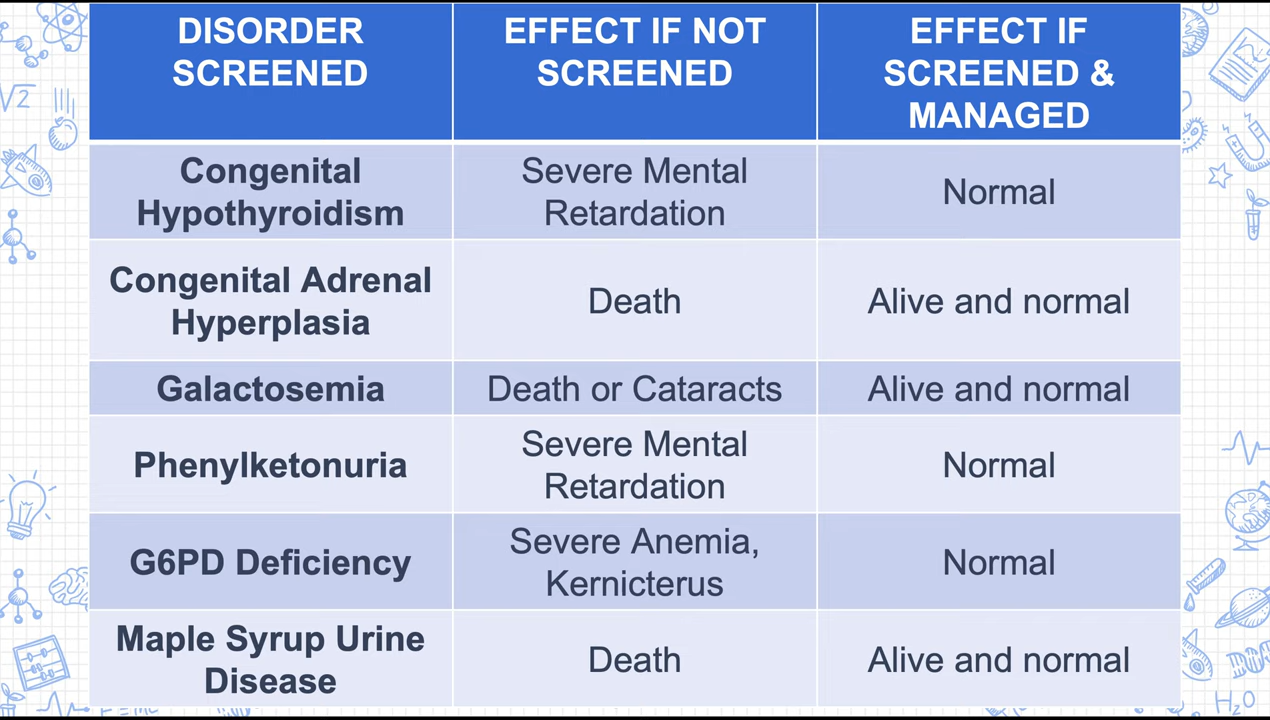 DISORDER
SCREENED
EFFECT IF NOT
SCREENED
EFFECT IF
SCREENED &
MANAGED
Congenital
Hypothyroidism
Severe Mental
Retardation
Normal
Congenital Adrenal
Hyperplasia
Death
Alive and normal
Galactosemia
Death or Cataracts
Alive and normal
Phenylketonuria
Severe Mental
Retardation
Normal
G6PD Deficiency
Severe Anemia,
Kernicterus
Normal
Maple Syrup Urine
Disease
Death
Alive and normal
√2
H₂O